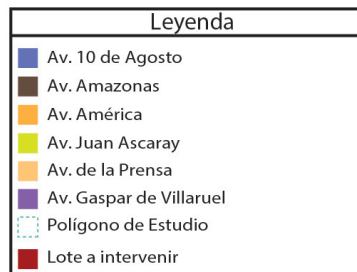 Leyenda
Av. 10 de Agosto
Av. Amazonas
Av. América
Av. Juan Ascaray
Av. de la Prensa
Av. Gaspar de Villaruel
Polígono de Estudio
Lote a intervenir